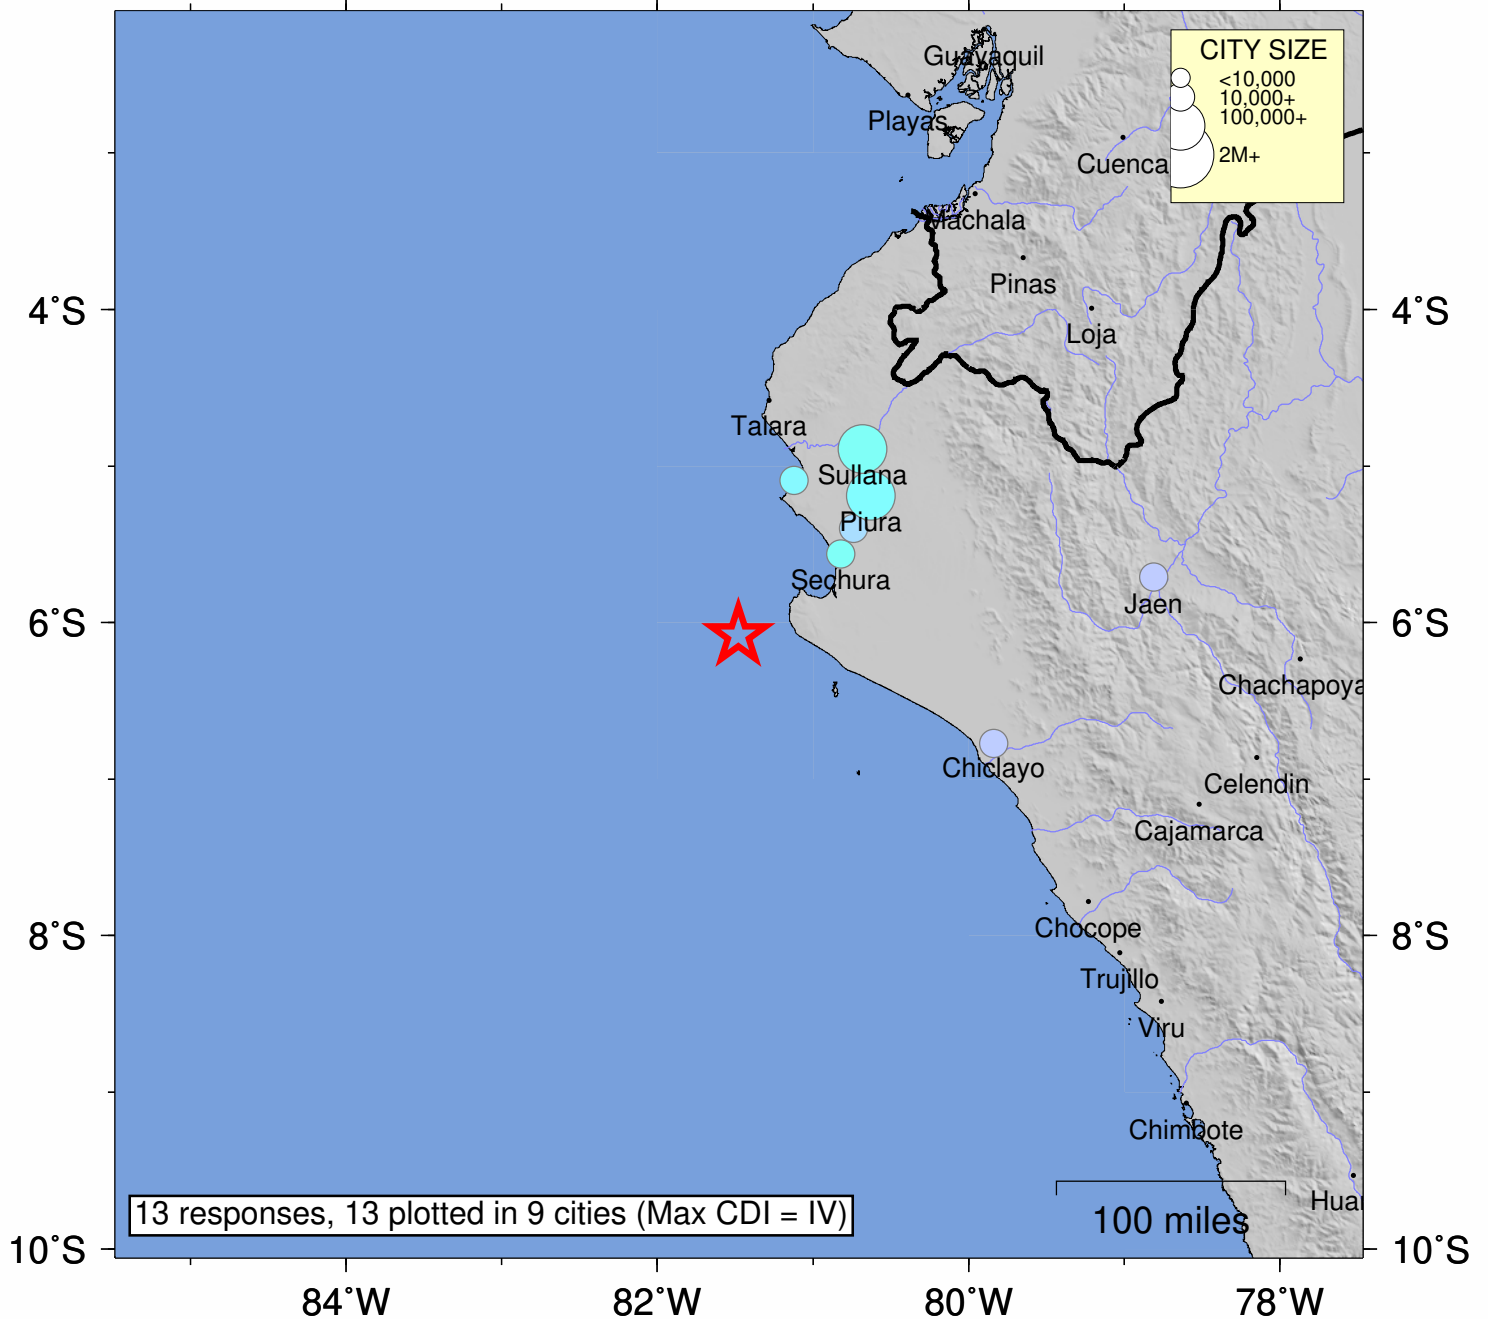 Guayaquil
CITY SIZE
<10,000
10,000+
100,000+
2M+
Playas
Cuenca
Machala
Pinas
4°S
4°S
Loja
Talara
Sullana
Piura
Sechura
Jaen
6°S
6°S
Chachapoya
Chiclayo
Celendin
Cajamarca
Chocope
8°S
8°S
Trujillo
Viru
Chimbote
Huar
13 responses, 13 plotted in 9 cities (Max CDI = IV)
100 miles
10°S
10°S
84°W
82°W
80°W
78°W